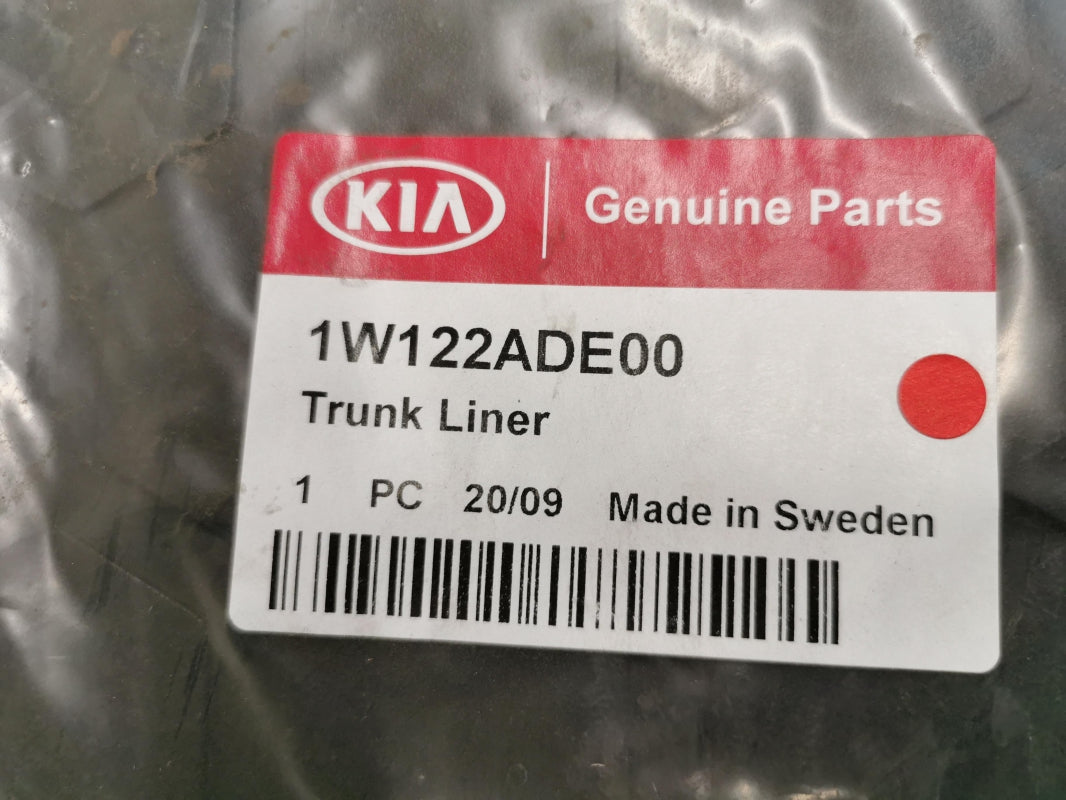 KIA Genuine Parts
1W122ADE00
Trunk Liner
1 PC 20/09 Made in Sweden